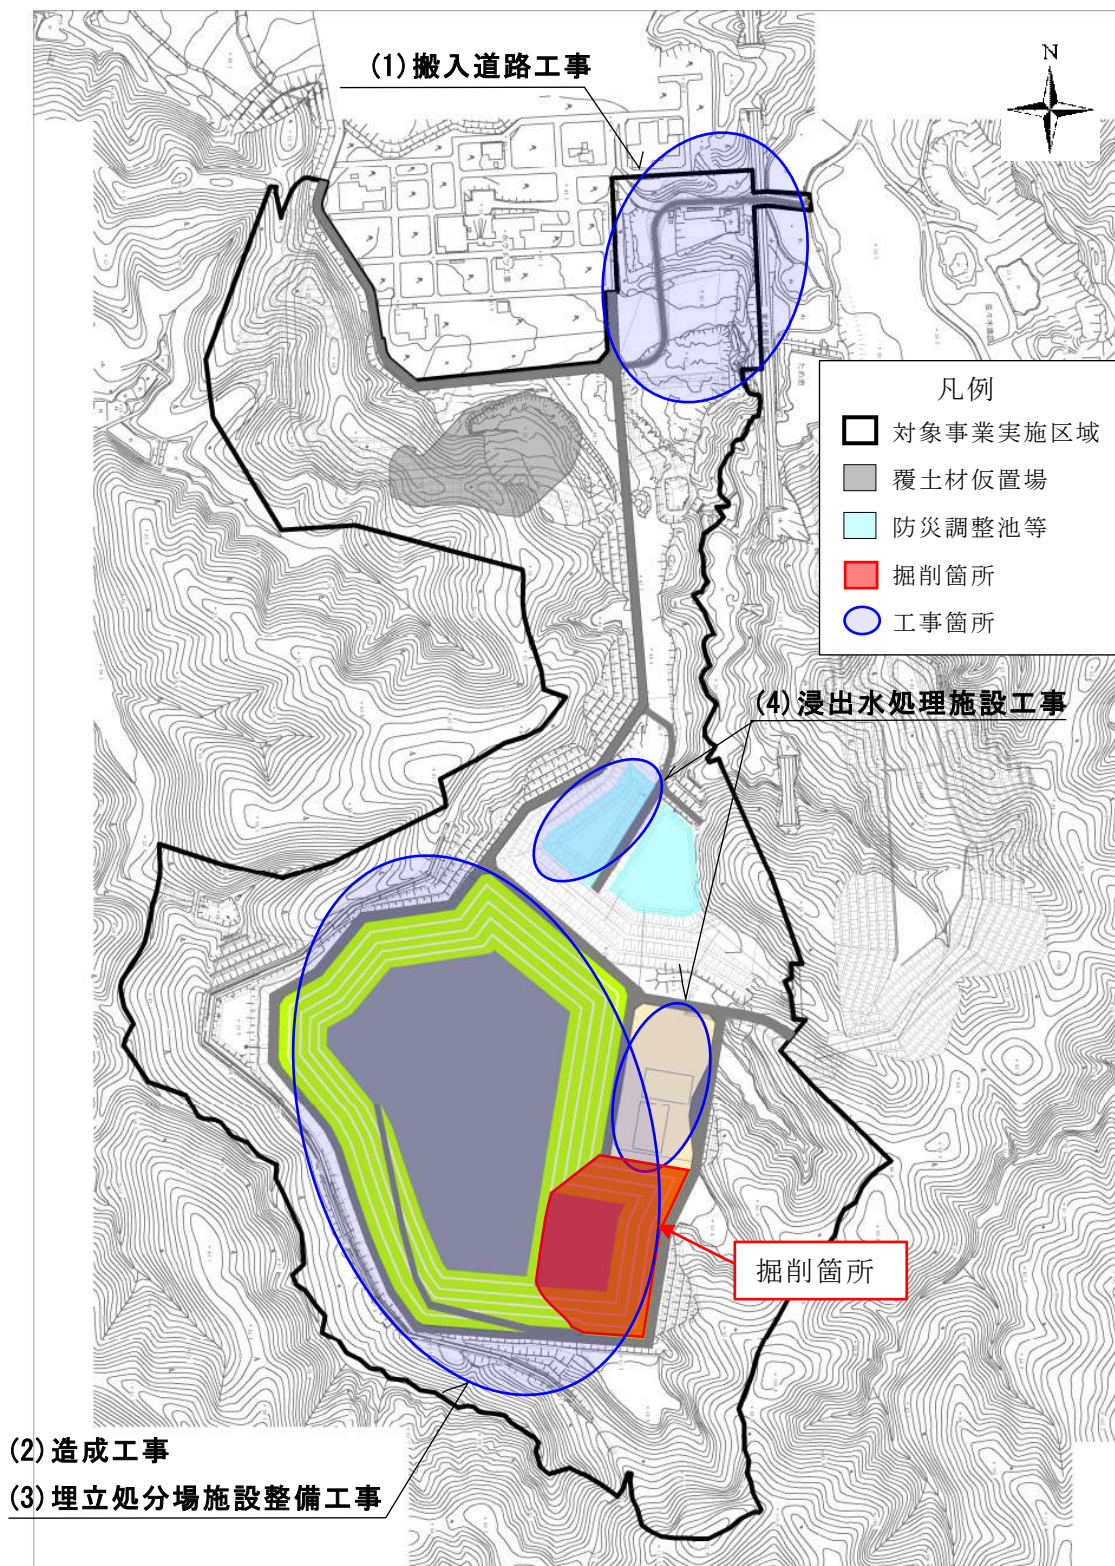 (1)搬入道路工事
N
凡例
対象事業実施区域
覆土材仮置場
防災調整池等
掘削箇所
工事箇所
(4)浸出水処理施設工事
掘削箇所
(2)造成工事
(3)埋立処分場施設整備工事